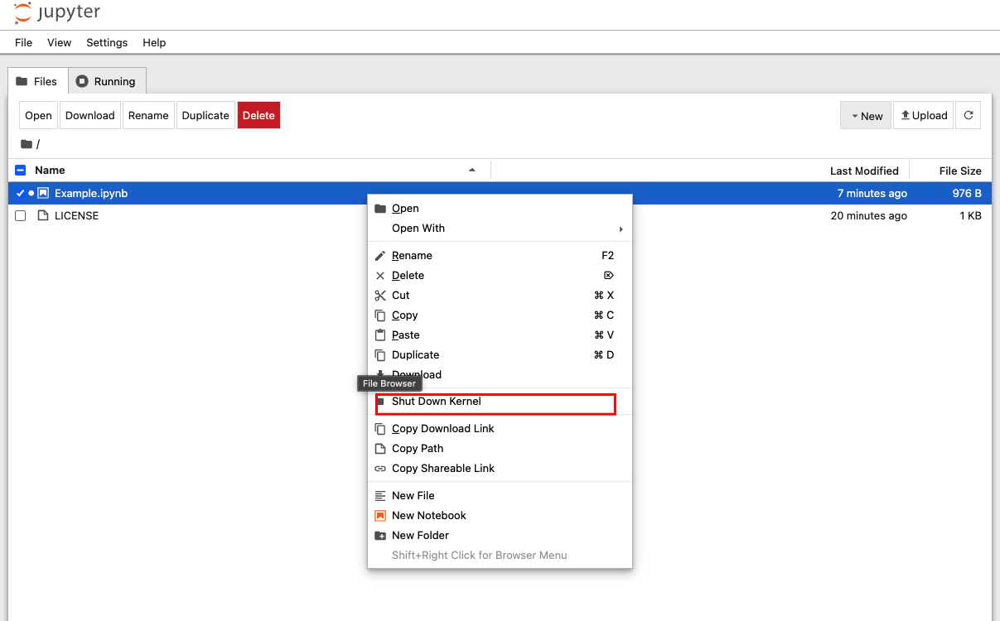 jupyter
File View Settings Help
Files Running
Open Download Rename Duplicate Delete New Upload
/
Name Last Modified File Size
Example.ipynb 7 minutes ago 976 B
LICENSE 20 minutes ago 1 KB
Open
Open With
Rename F2
Delete
Cut ⌘ X
Copy ⌘ C
Paste ⌘ V
Duplicate ⌘ D
Download
File Browser
Shut Down Kernel
Copy Download Link
Copy Path
Copy Shareable Link
New File
New Notebook
New Folder
Shift+Right Click for Browser Menu